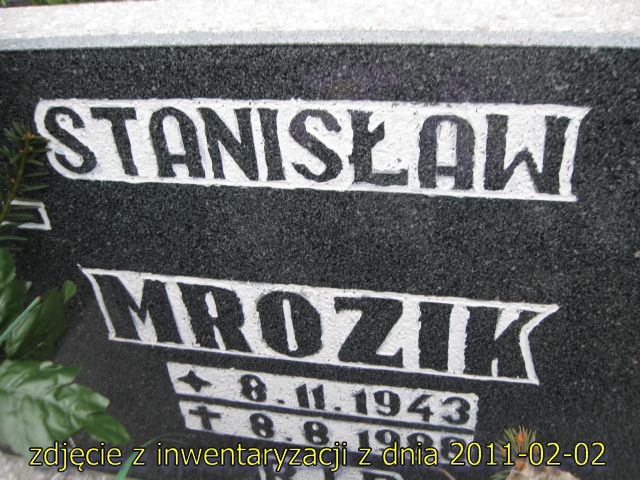 STANISŁAW
MROZIK
8.11.1943
8.8
zdjęcie z inwentaryzacji z dnia 2011-02-02